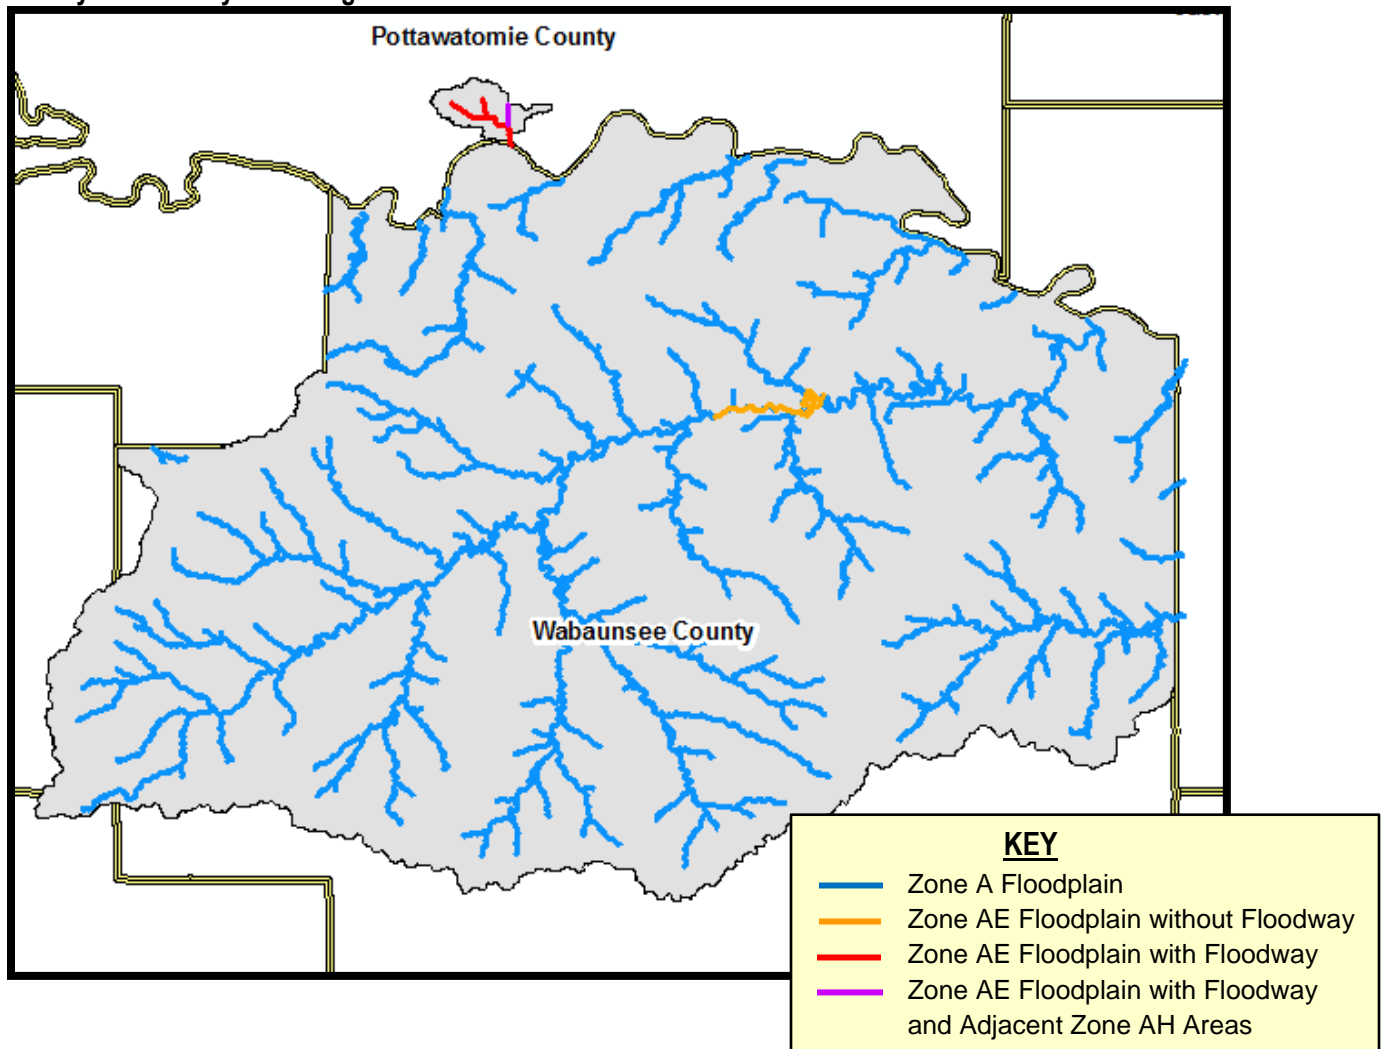 Pottawatomie County
Wabaunsee County
KEY
Zone A Floodplain
Zone AE Floodplain without Floodway
Zone AE Floodplain with Floodway
Zone AE Floodplain with Floodway
and Adjacent Zone AH Areas